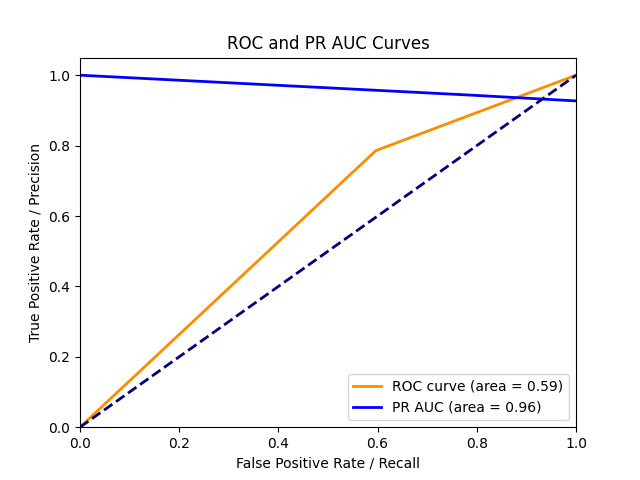 ROC and PR AUC Curves
True Positive Rate / Precision
1.0
0.8
0.6
0.4
0.2
0.0
ROC curve (area = 0.59)
PR AUC (area = 0.96)
0.0 0.2 0.4 0.6 0.8 1.0
False Positive Rate / Recall